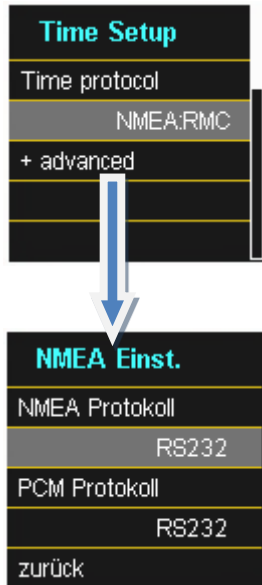 Time Setup
Time protocol
NMEA:RMC
+ advanced
NMEA Einst.
NMEA Protokoll
RS232
PCM Protokoll
RS232
zurück